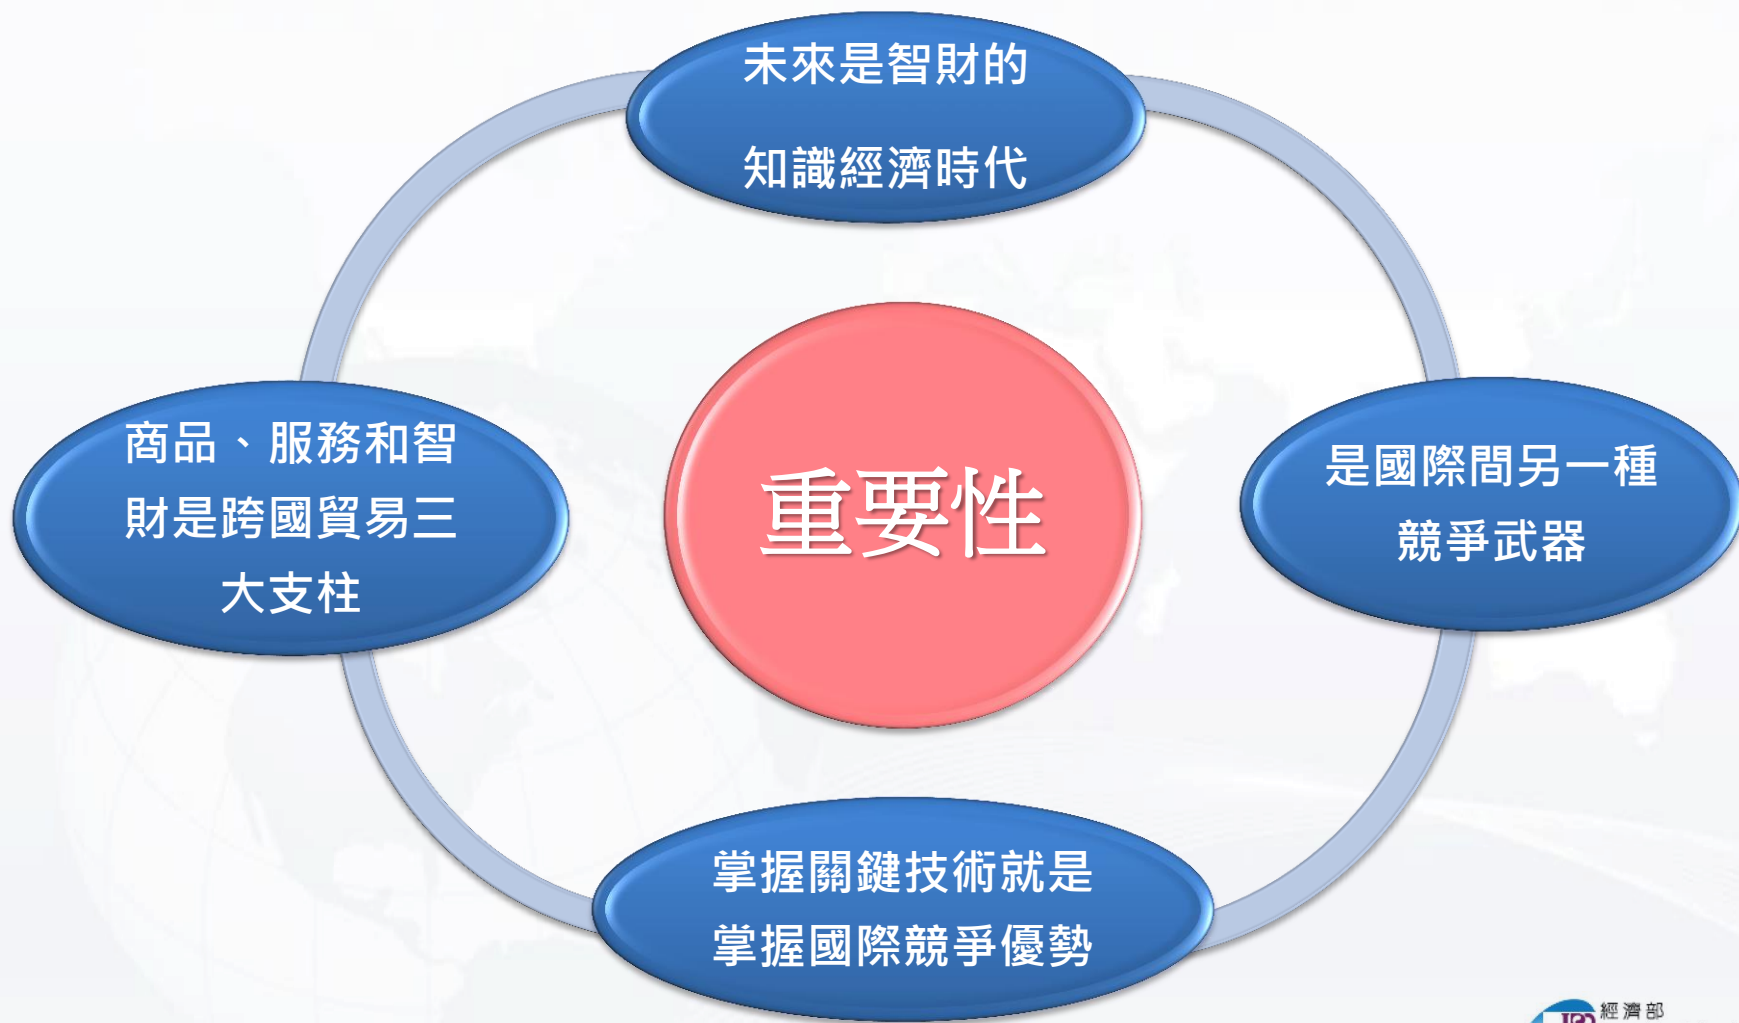 未來是智財的
知識經濟時代
商品、服務和智
財是跨國貿易三
大支柱
重要性
是國際間另一種
競爭武器
掌握關鍵技術就是
掌握國際競爭優勢
經濟部